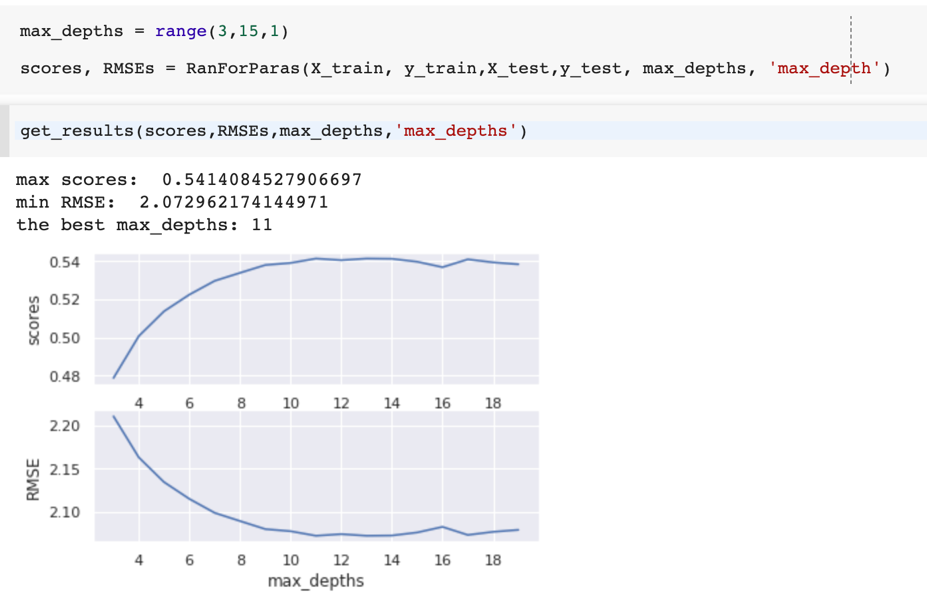 max_depths = range(3,15,1)
scores, RMSEs = RanForParas(X_train, y_train,X_test,y_test, max_depths, 'max_depth')
get_results(scores,RMSEs,max_depths,'max_depths')
max scores:  0.5414084527906697
min RMSE:  2.072962174144971
the best max_depths: 11
0.54
0.52
0.50
0.48
scores
4 6 8 10 12 14 16 18
2.20
2.15
2.10
RMSE
4 6 8 10 12 14 16 18
max_depths